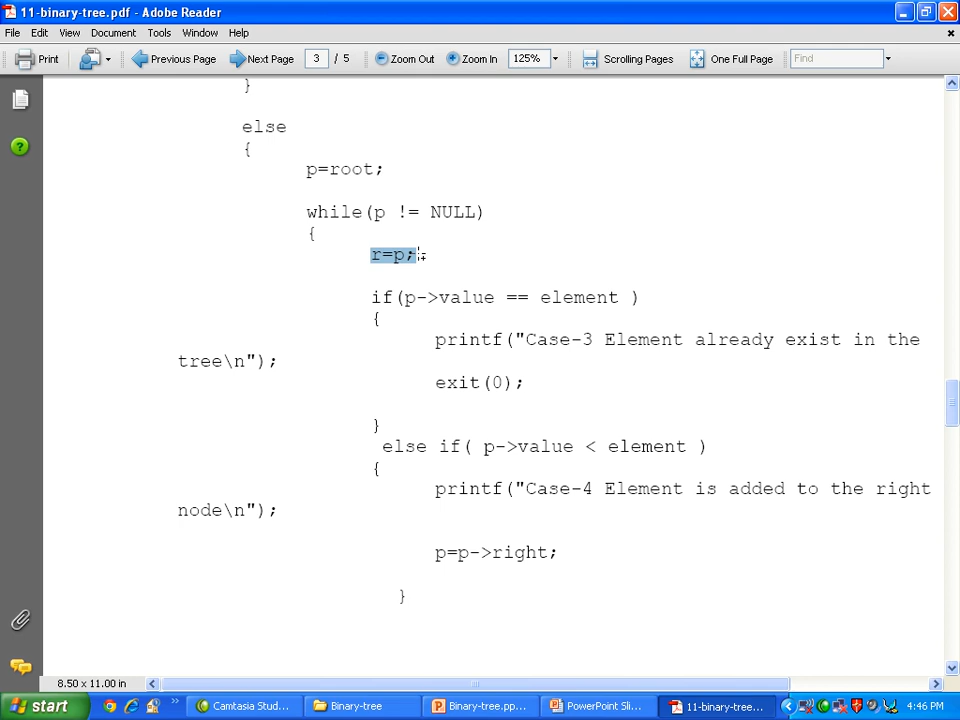 11-binary-tree.pdf - Adobe Reader
File Edit View Document Tools Window Help
Print Previous Page Next Page 3 / 5 Zoom Out Zoom In 125% Scrolling Pages One Full Page Find
}
else
{
p=root;
while(p != NULL)
{
r=p;
if(p->value == element )
{
printf("Case-3 Element already exist in the
tree\n");
exit(0);
}
else if( p->value < element )
{
printf("Case-4 Element is added to the right
node\n");
p=p->right;
}
8.50 x 11.00 in
start Camtasia Stud... Binary-tree Binary-tree.pp... PowerPoint Sli... 11-binary-tree... 4:46 PM